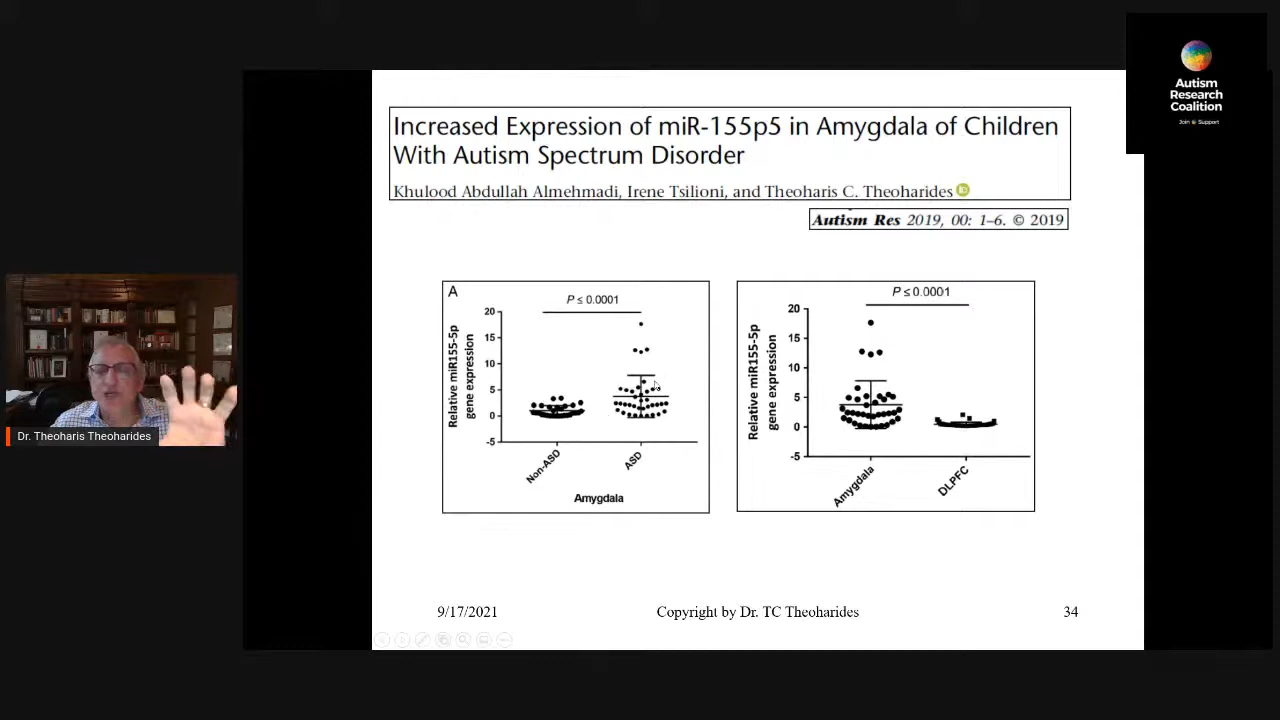 Autism
Research
Coalition
Join & Support
Increased Expression of miR-155p5 in Amygdala of Children
With Autism Spectrum Disorder
Khulood Abdullah Almehmadi, Irene Tsilioni, and Theoharis C. Theoharides iD
Autism Res 2019, 00: 1–6. © 2019
A
P ≤ 0.0001
Relative miR155-5p
gene expression
20
15
10
5
0
-5
Non-ASD
ASD
Amygdala
P ≤ 0.0001
Relative miR155-5p
gene expression
20
15
10
5
0
-5
Amygdala
DLPFC
Dr. Theoharis Theoharides
9/17/2021
Copyright by Dr. TC Theoharides
34